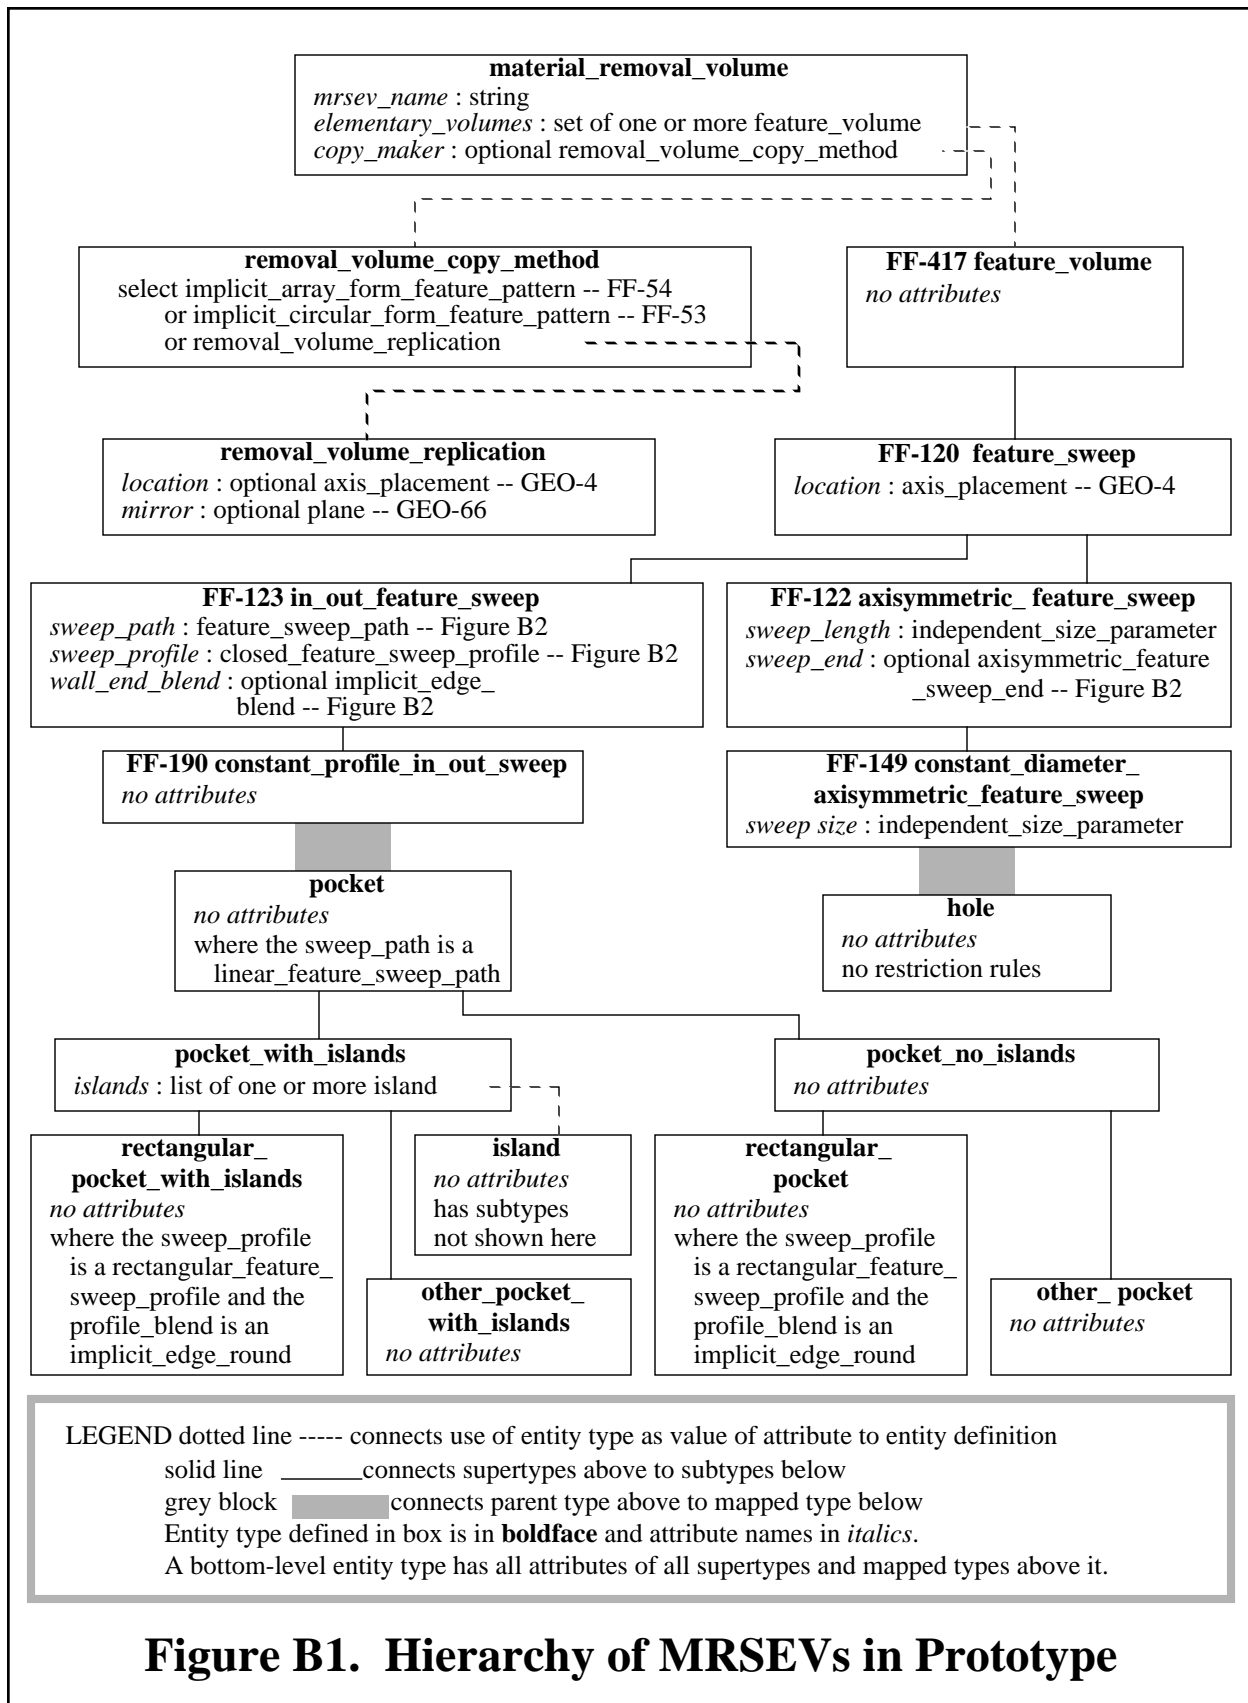 material_removal_volume
mrsev_name : string
elementary_volumes : set of one or more feature_volume
copy_maker : optional removal_volume_copy_method
removal_volume_copy_method
select implicit_array_form_feature_pattern -- FF-54
or implicit_circular_form_feature_pattern -- FF-53
or removal_volume_replication
FF-417 feature_volume
no attributes
removal_volume_replication
location : optional axis_placement -- GEO-4
mirror : optional plane -- GEO-66
FF-120 feature_sweep
location : axis_placement -- GEO-4
FF-123 in_out_feature_sweep
sweep_path : feature_sweep_path -- Figure B2
sweep_profile : closed_feature_sweep_profile -- Figure B2
wall_end_blend : optional implicit_edge_
blend -- Figure B2
FF-122 axisymmetric_ feature_sweep
sweep_length : independent_size_parameter
sweep_end : optional axisymmetric_feature
_sweep_end -- Figure B2
FF-190 constant_profile_in_out_sweep
no attributes
FF-149 constant_diameter_
axisymmetric_feature_sweep
sweep size : independent_size_parameter
pocket
no attributes
where the sweep_path is a
linear_feature_sweep_path
hole
no attributes
no restriction rules
pocket_with_islands
islands : list of one or more island
pocket_no_islands
no attributes
rectangular_
pocket_with_islands
no attributes
where the sweep_profile
is a rectangular_feature_
sweep_profile and the
profile_blend is an
implicit_edge_round
island
no attributes
has subtypes
not shown here
other_pocket_
with_islands
no attributes
rectangular_
pocket
no attributes
where the sweep_profile
is a rectangular_feature_
sweep_profile and the
profile_blend is an
implicit_edge_round
other_ pocket
no attributes
LEGEND dotted line ----- connects use of entity type as value of attribute to entity definition
solid line ______connects supertypes above to subtypes below
grey block connects parent type above to mapped type below
Entity type defined in box is in boldface and attribute names in italics.
A bottom-level entity type has all attributes of all supertypes and mapped types above it.
Figure B1. Hierarchy of MRSEVs in Prototype